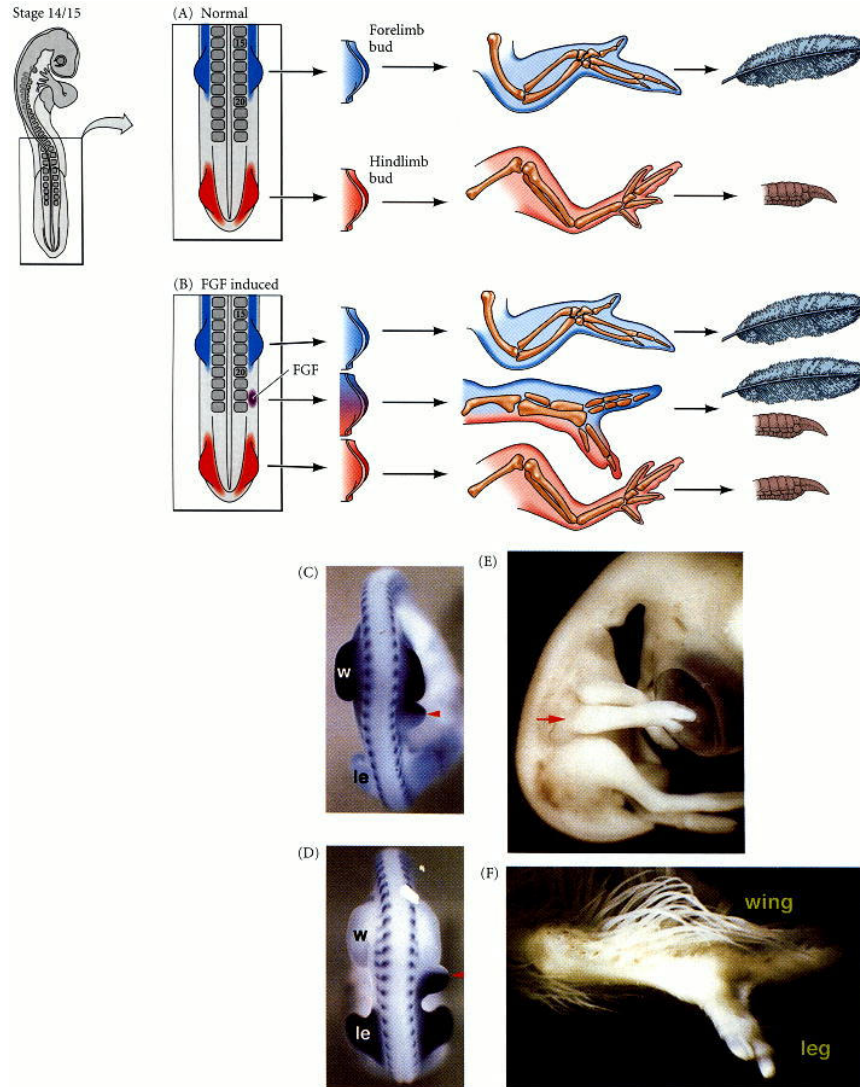 Stage 14/15
(A) Normal
15
20
Forelimb
bud
Hindlimb
bud
(B) FGF induced
15
20
FGF
(C)
w
le
(D)
w
le
(E)
(F)
wing
leg